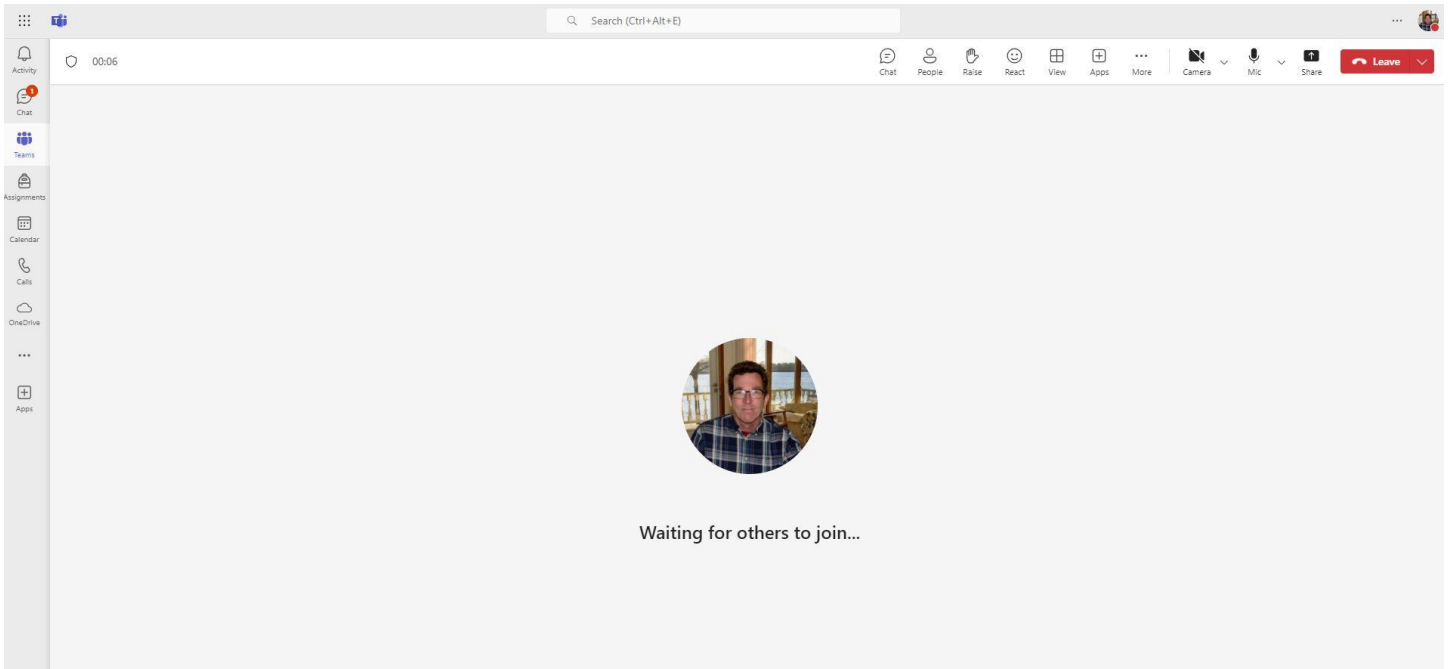 Search (Ctrl+Alt+E)
00:06
Chat
People
Raise
React
View
Apps
More
Camera
Mic
Share
Leave
Activity
1
Chat
Teams
Assignments
Calendar
Calls
OneDrive
Apps
Waiting for others to join...